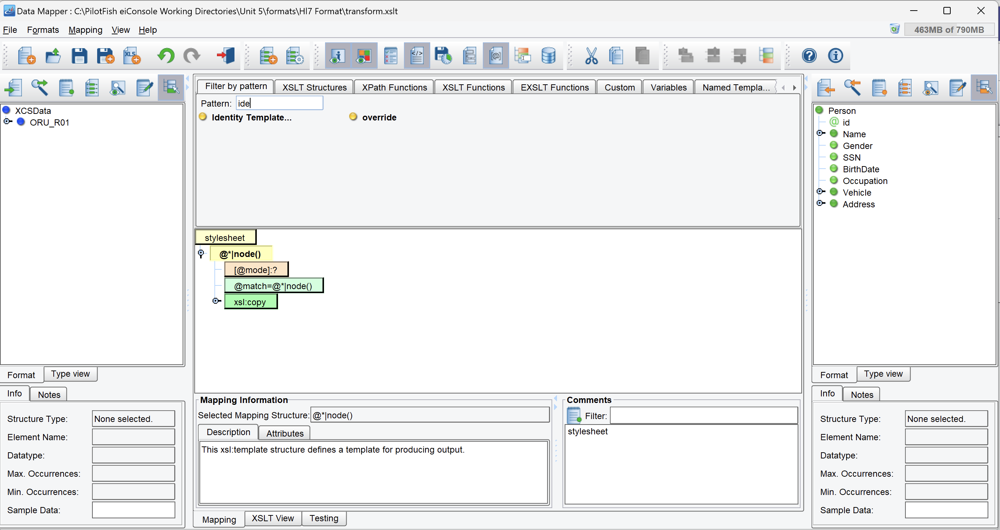 Data Mapper : C:\PilotFish eiConsole Working Directories\Unit 5\formats\Hl7 Format\transform.xslt
File Formats Mapping View Help
463MB of 790MB
XLS
Filter by pattern XSLT Structures XPath Functions XSLT Functions EXSLT Functions Custom Variables Named Templa...
Pattern: ide
Identity Template... override
XCSData
ORU_R01
stylesheet
@*|node()
[@mode]:?
@match=@*|node()
xsl:copy
Person
id
Name
Gender
SSN
BirthDate
Occupation
Vehicle
Address
Format Type view
Info Notes
Structure Type: None selected.
Element Name:
Datatype:
Max. Occurrences:
Min. Occurrences:
Sample Data:
Mapping Information
Selected Mapping Structure: @*|node()
Description Attributes
This xsl:template structure defines a template for producing output.
Comments
Filter:
stylesheet
Mapping XSLT View Testing
Format Type view
Info Notes
Structure Type: None selected.
Element Name:
Datatype:
Max. Occurrences:
Min. Occurrences:
Sample Data: